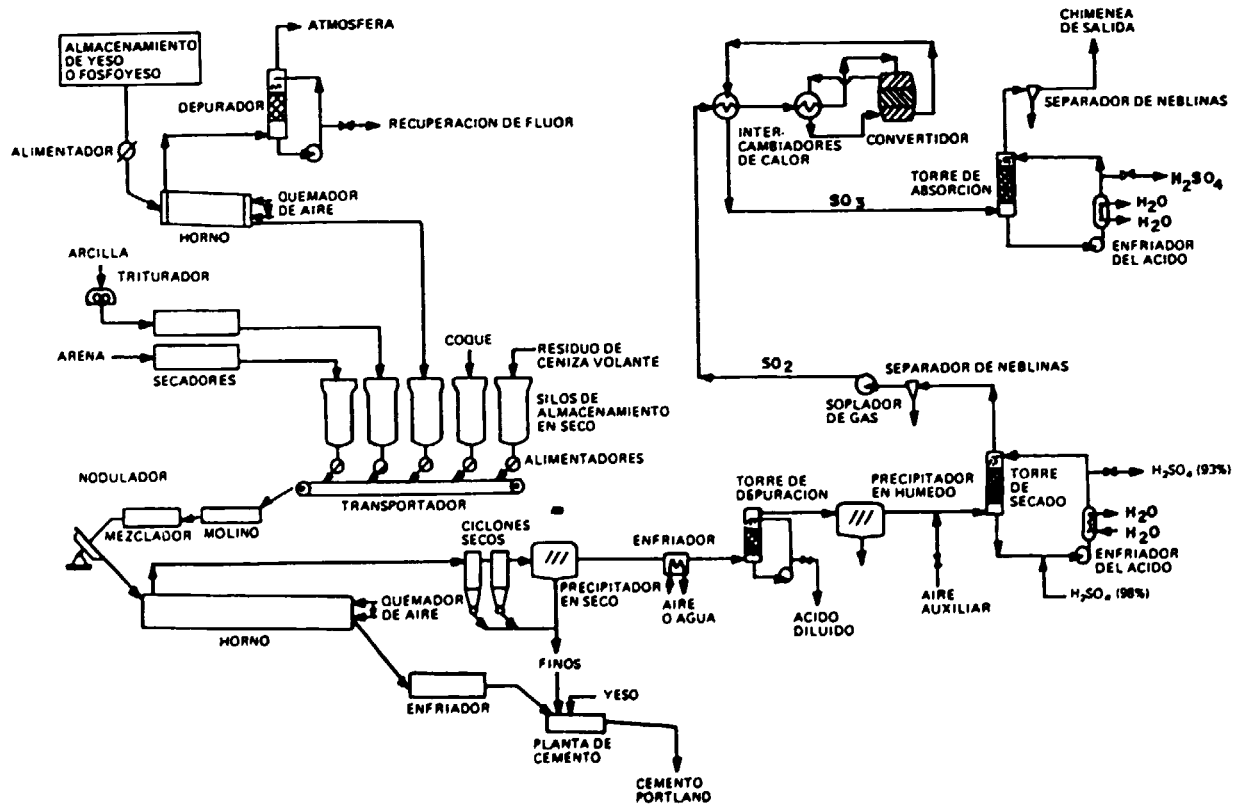 ATMOSFERA
ALMACENAMIENTO
DE YESO
O FOSFOYESO
DEPURADOR
RECUPERACION DE FLUOR
ALIMENTADOR
QUEMADOR
DE AIRE
HORNO
ARCILLA
TRITURADOR
ARENA
SECADORES
COQUE
RESIDUO DE
CENIZA VOLANTE
SILOS DE
ALMACENAMIENTO
EN SECO
ALIMENTADORES
TRANSPORTADOR
NODULADOR
MEZCLADOR
MOLINO
CICLONES
SECOS
PRECIPITADOR
EN SECO
QUEMADOR
DE AIRE
HORNO
FINOS
ENFRIADOR
YESO
PLANTA DE
CEMENTO
CEMENTO
PORTLAND
ENFRIADOR
AIRE
O AGUA
TORRE DE
DEPURACION
ACIDO
DILUIDO
PRECIPITADOR
EN HUMEDO
AIRE
AUXILIAR
TORRE
DE
SECADO
H2SO4 (93%)
H2O
H2O
ENFRIADOR
DEL ACIDO
H2SO4 (98%)
SEPARADOR DE NEBLINAS
SOPLADOR
DE GAS
SO2
INTER-
CAMBIADORES
DE CALOR
CONVERTIDOR
SO3
TORRE DE
ABSORCION
CHIMENEA
DE SALIDA
SEPARADOR DE NEBLINAS
H2SO4
H2O
H2O
ENFRIADOR
DEL ACIDO